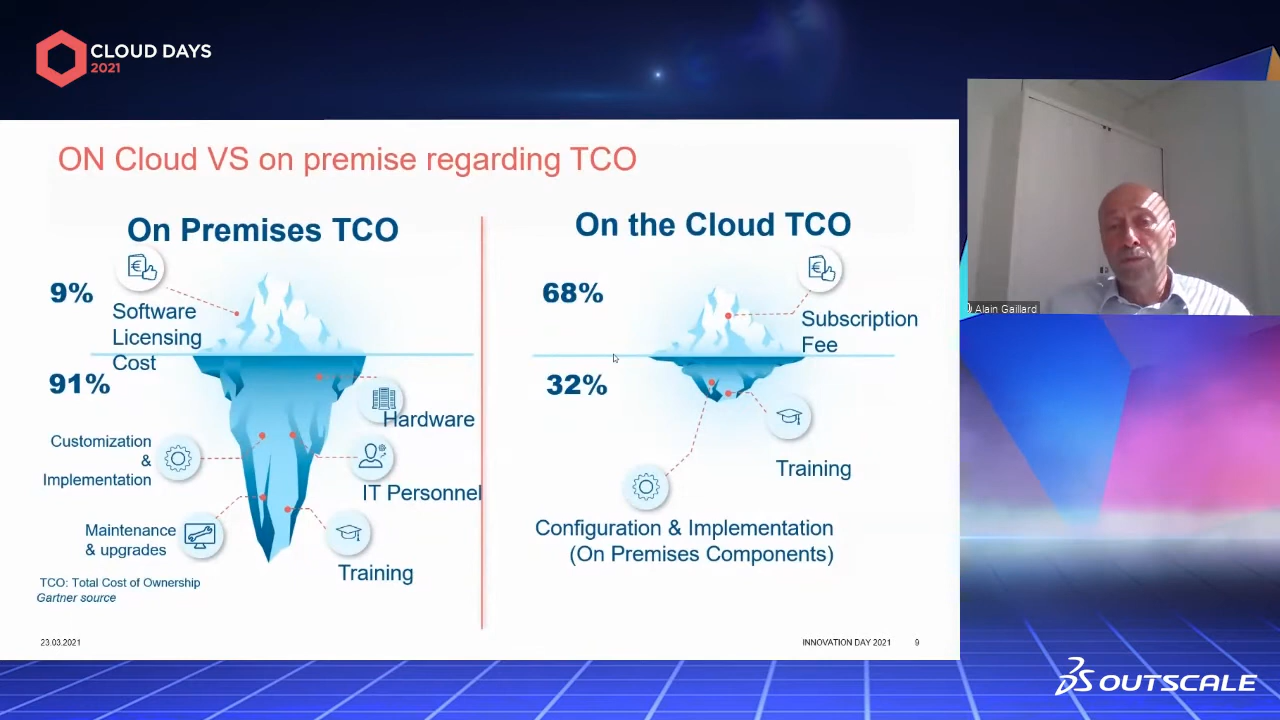 CLOUD DAYS
2021
ON Cloud VS on premise regarding TCO
On Premises TCO
9%
Software
Licensing
Cost
91%
Hardware
Customization
&
Implementation
IT Personnel
Maintenance
& upgrades
Training
TCO: Total Cost of Ownership
Gartner source
On the Cloud TCO
68%
Subscription
Fee
32%
Training
Configuration & Implementation
(On Premises Components)
23.03.2021
INNOVATION DAY 2021
9
Alain Gaillard
OUTSCALE